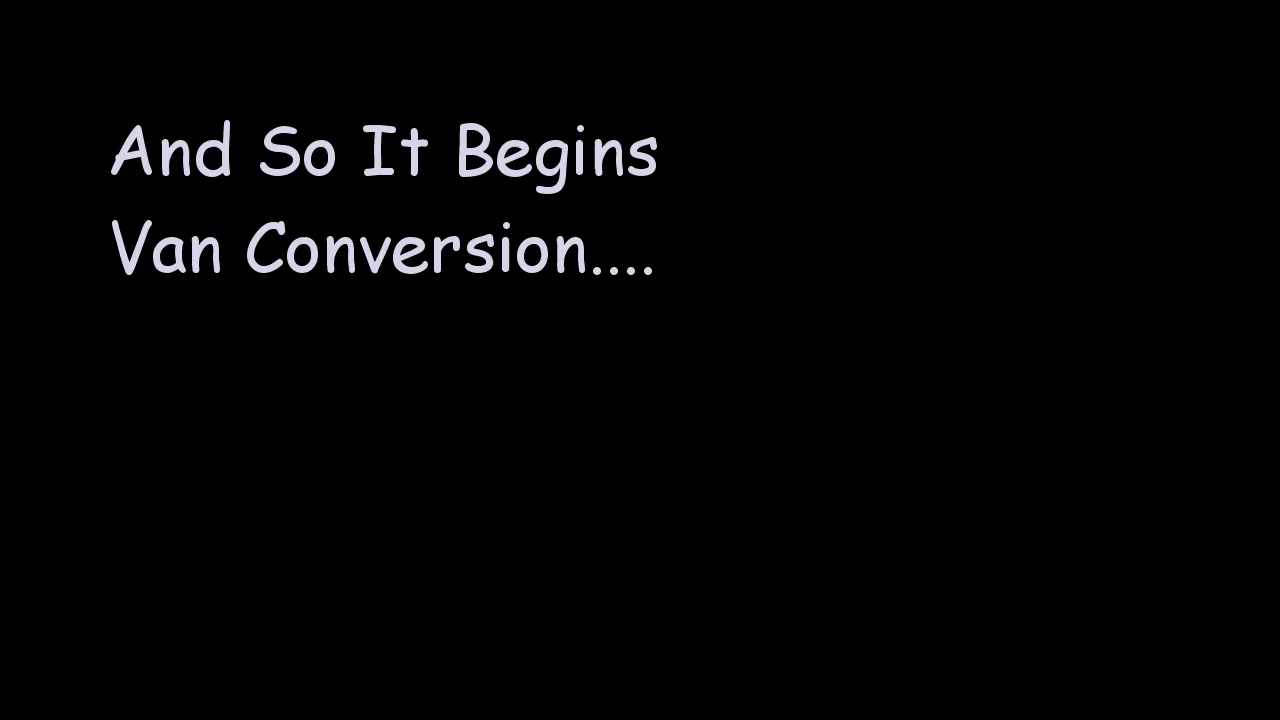 And So It Begins
Van Conversion....